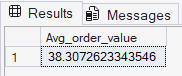 Results Messages
Avg_order_value
1 38.3072623343546